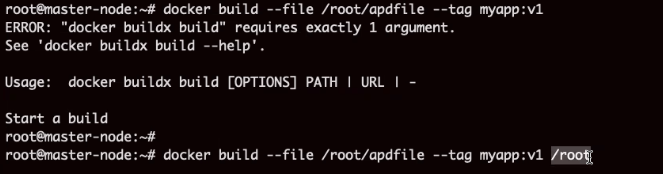 root@master-node:~# docker build --file /root/apdfile --tag myapp:v1
ERROR: "docker buildx build" requires exactly 1 argument.
See 'docker buildx build --help'.
Usage:  docker buildx build [OPTIONS] PATH | URL | -
Start a build
root@master-node:~#
root@master-node:~# docker build --file /root/apdfile --tag myapp:v1 /root